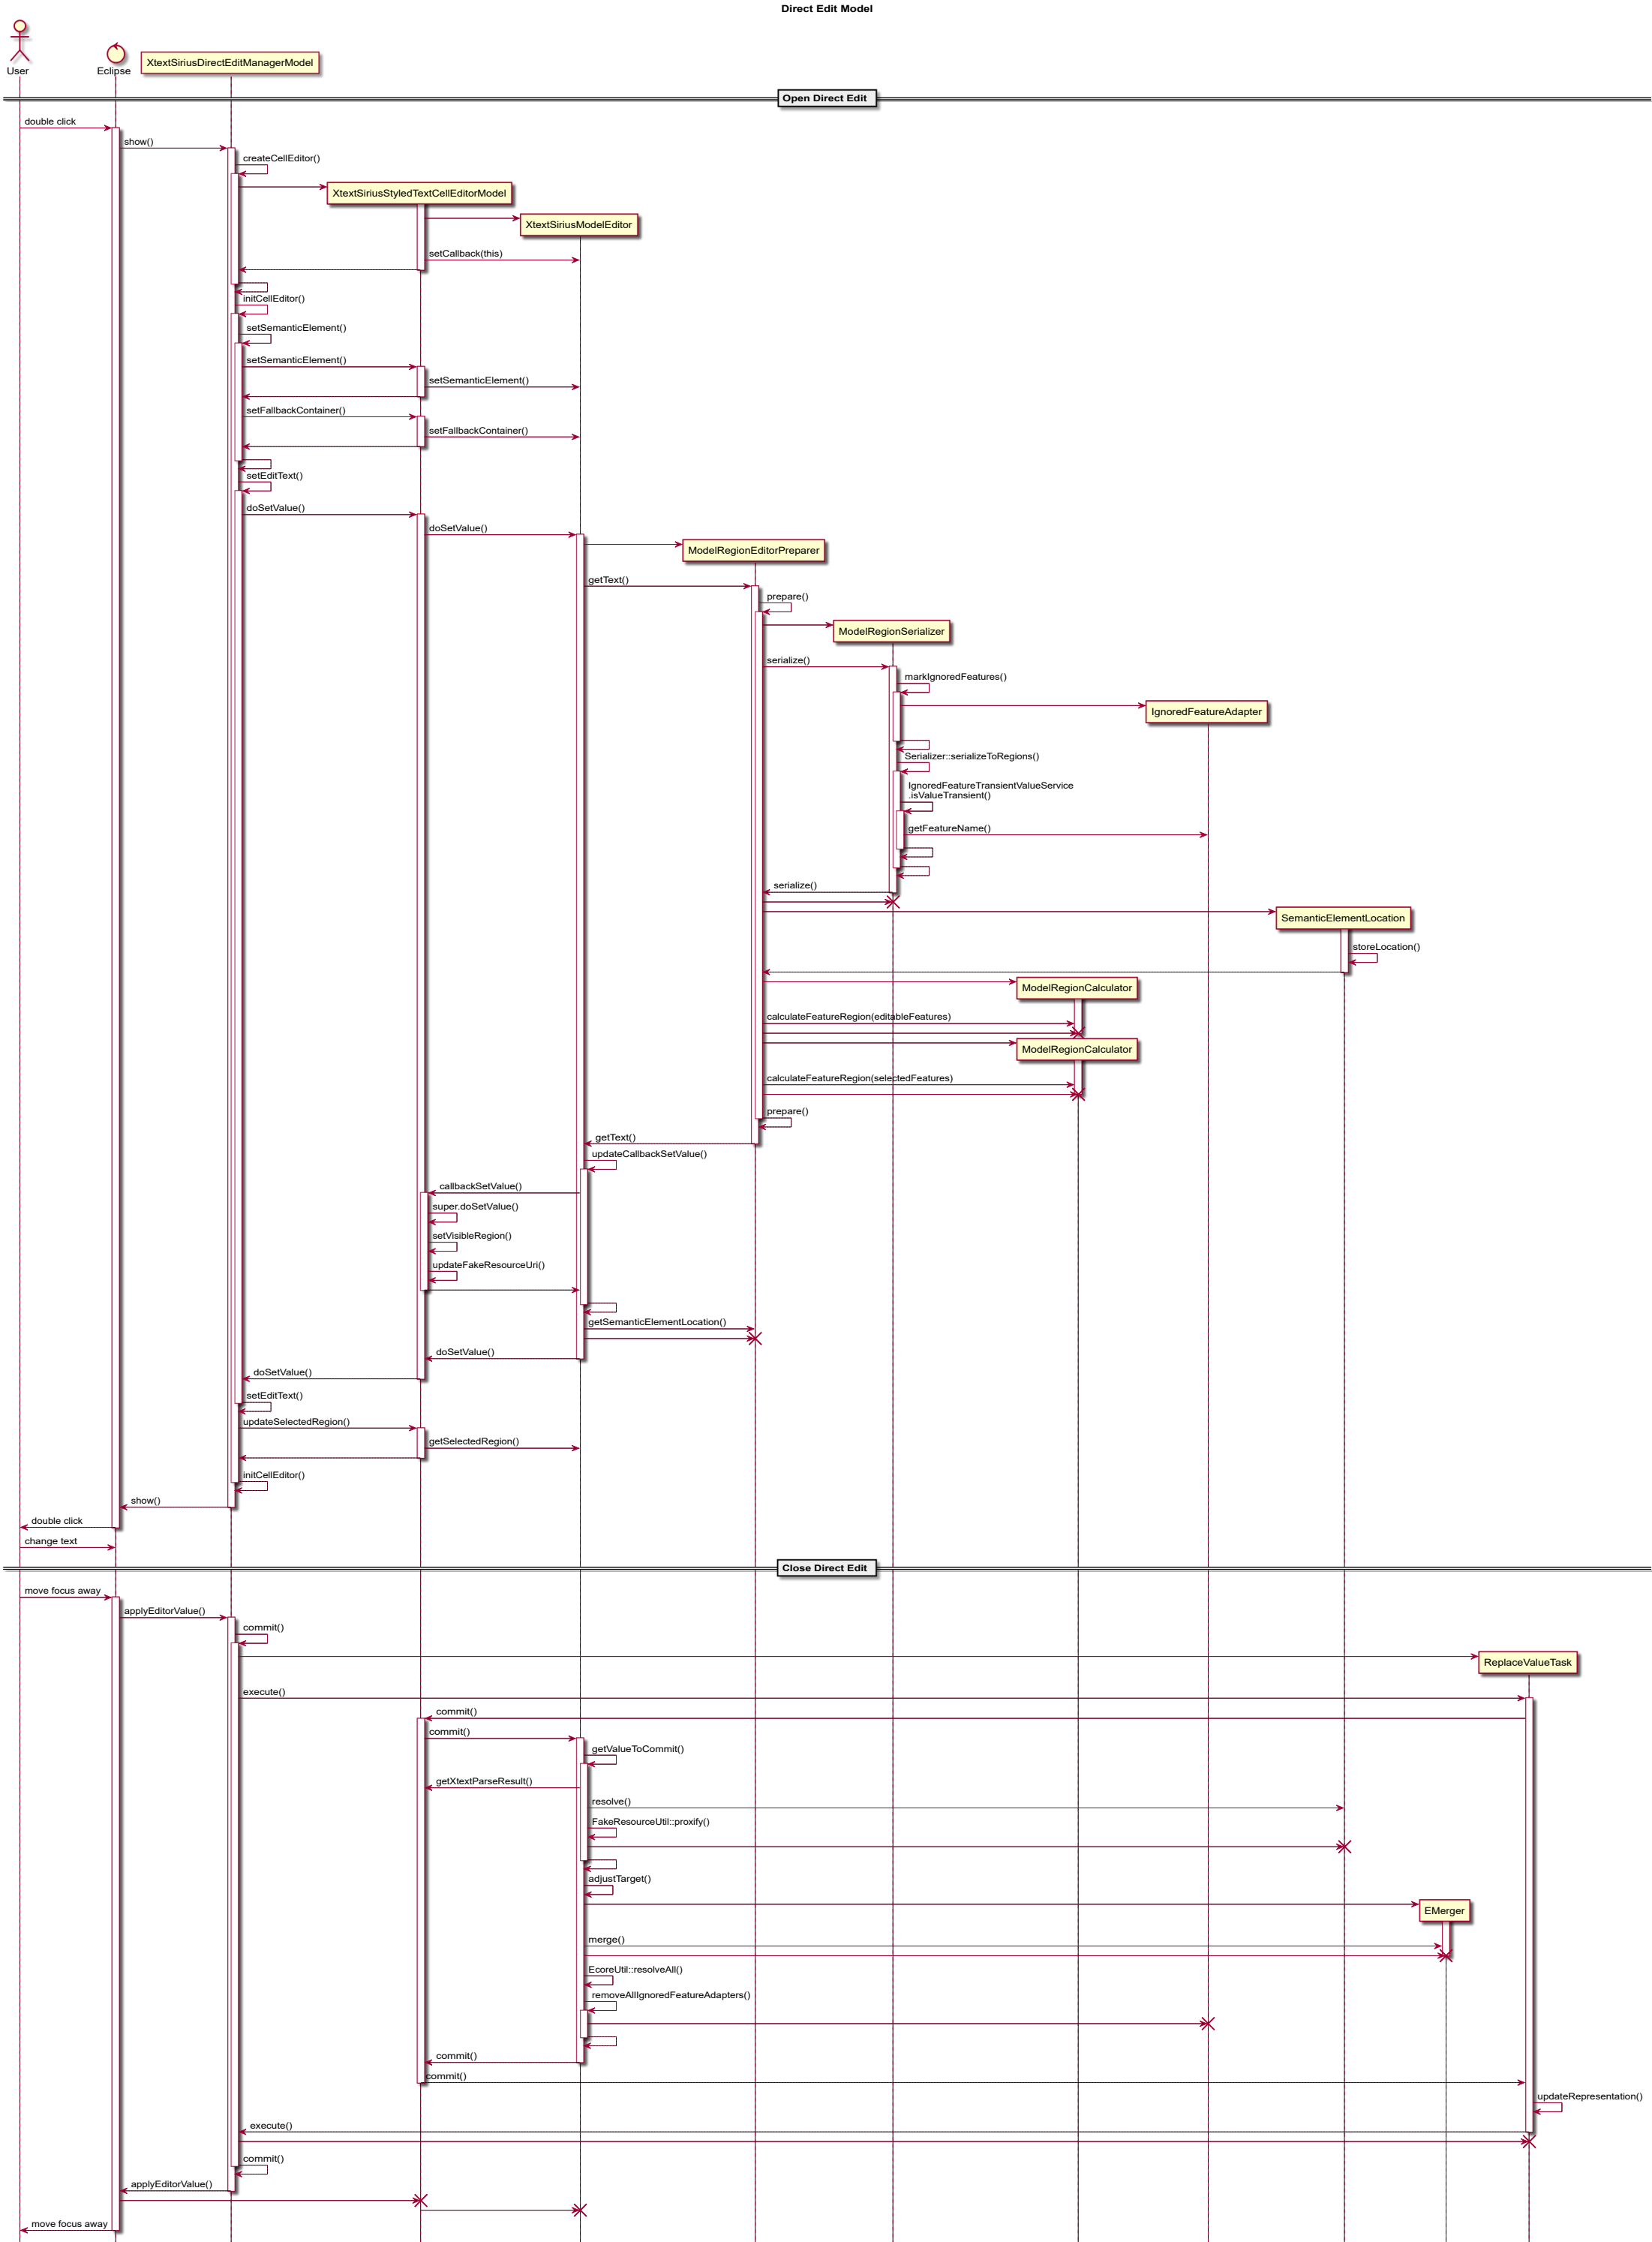 Direct Edit Model
User
Eclipse
XtextSiriusDirectEditManagerModel
Open Direct Edit
double click
show()
createCellEditor()
XtextSiriusStyledTextCellEditorModel
XtextSiriusModelEditor
setCallback(this)
initCellEditor()
setSemanticElement()
setSemanticElement()
setSemanticElement()
setFallbackContainer()
setFallbackContainer()
setEditText()
doSetValue()
doSetValue()
ModelRegionEditorPreparer
getText()
prepare()
ModelRegionSerializer
serialize()
markIgnoredFeatures()
IgnoredFeatureAdapter
Serializer::serializeToRegions()
IgnoredFeatureTransientValueService
.isValueTransient()
getFeatureName()
serialize()
SemanticElementLocation
storeLocation()
ModelRegionCalculator
calculateFeatureRegion(editableFeatures)
ModelRegionCalculator
calculateFeatureRegion(selectedFeatures)
prepare()
getText()
updateCallbackSetValue()
callbackSetValue()
super.doSetValue()
setVisibleRegion()
updateFakeResourceUri()
getSemanticElementLocation()
doSetValue()
doSetValue()
setEditText()
updateSelectedRegion()
getSelectedRegion()
initCellEditor()
show()
double click
change text
Close Direct Edit
move focus away
applyEditorValue()
commit()
ReplaceValueTask
execute()
commit()
commit()
getValueToCommit()
getXtextParseResult()
resolve()
FakeResourceUtil::proxify()
adjustTarget()
EMerger
merge()
EcoreUtil::resolveAll()
removeAllIgnoredFeatureAdapters()
commit()
commit()
updateRepresentation()
execute()
commit()
applyEditorValue()
move focus away